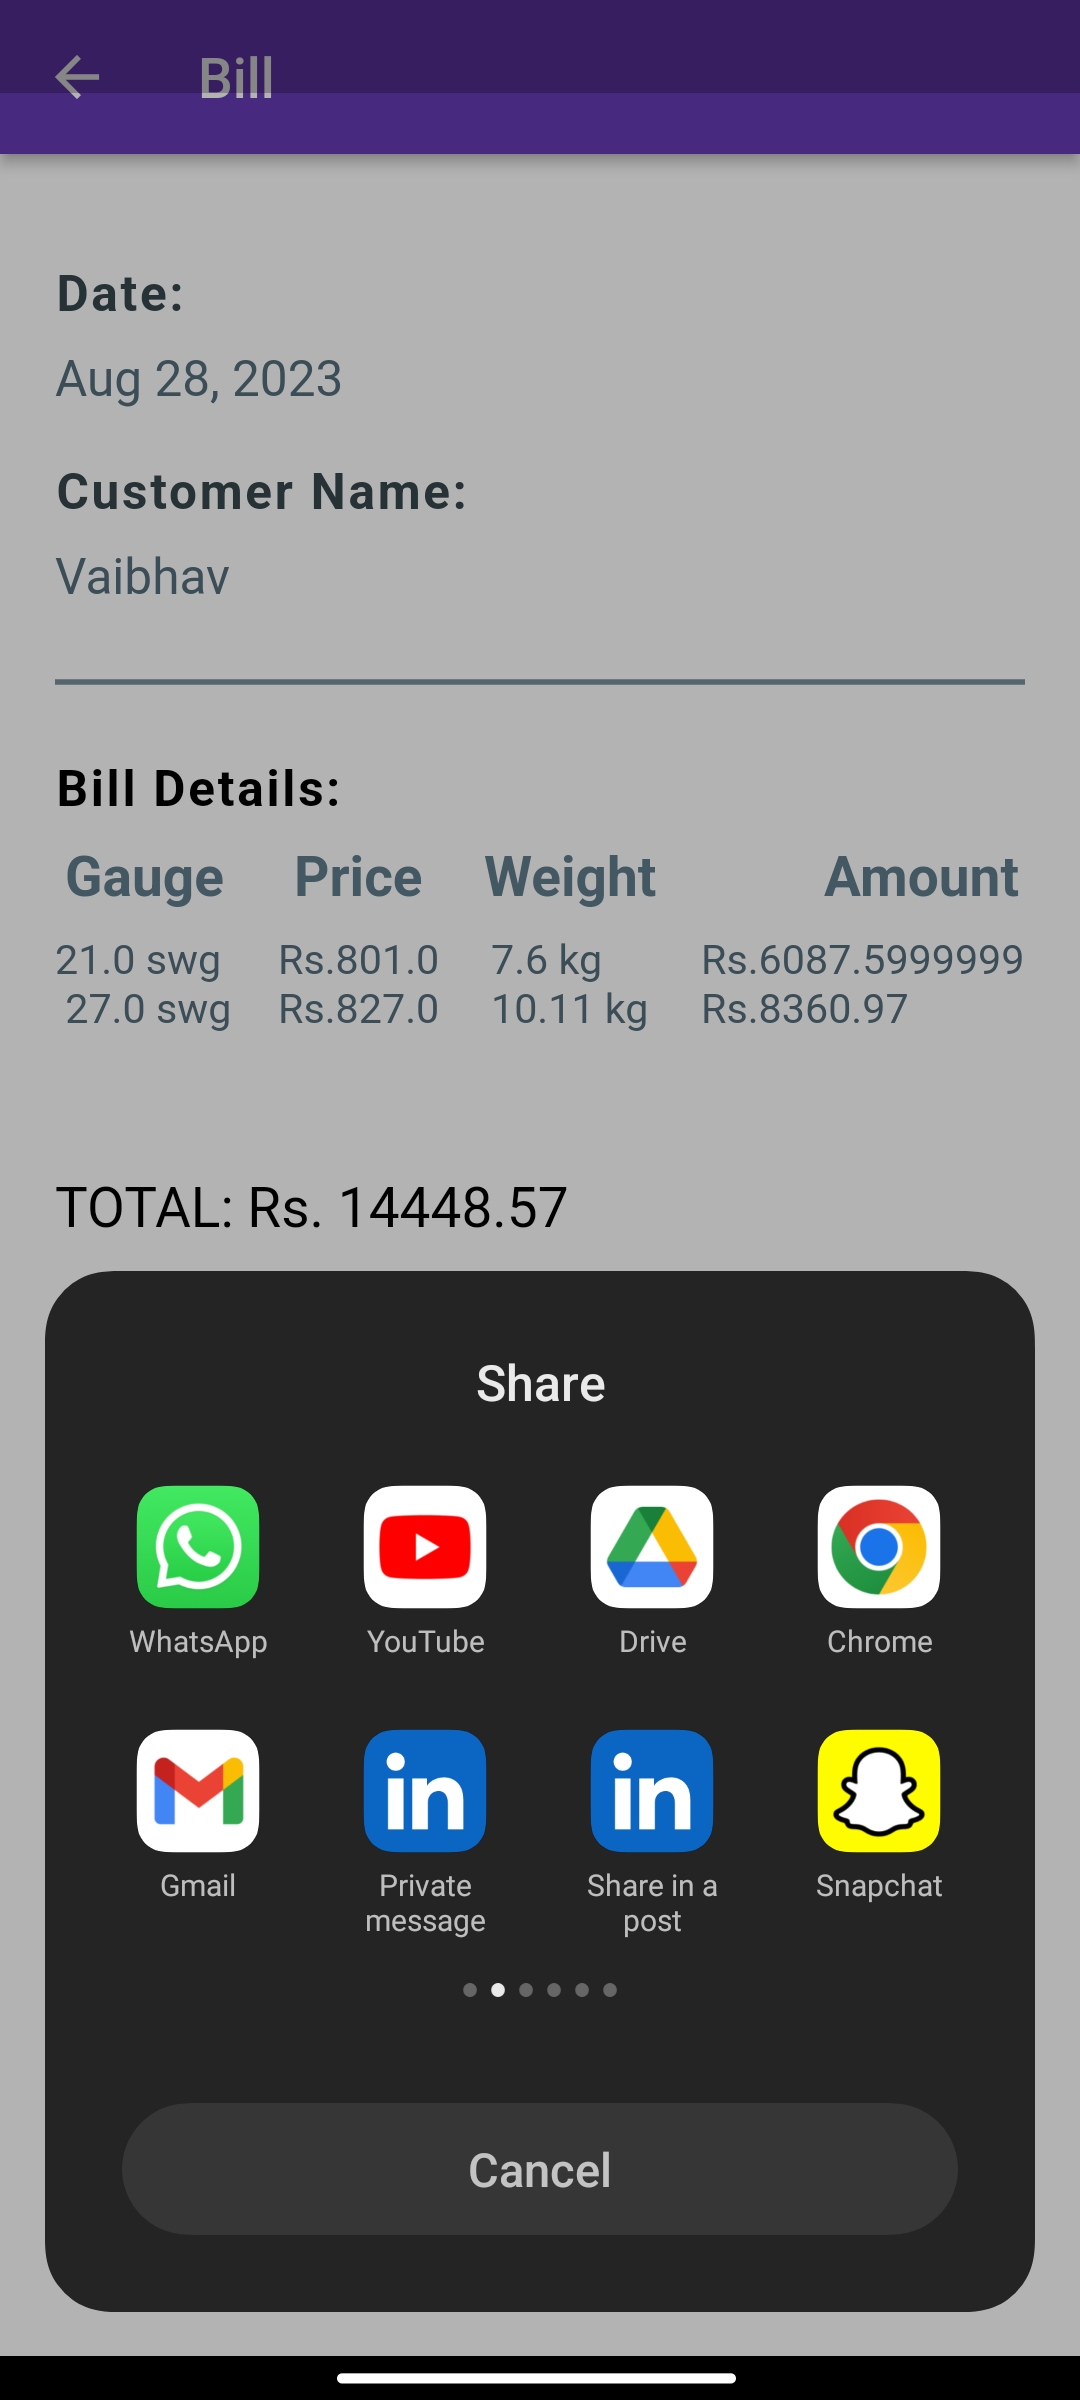 Bill
Date:
Aug 28, 2023
Customer Name:
Vaibhav
Bill Details:
Gauge Price Weight Amount
21.0 swg Rs.801.0 7.6 kg Rs.6087.5999999
27.0 swg Rs.827.0 10.11 kg Rs.8360.97
TOTAL: Rs. 14448.57
Share
WhatsApp YouTube Drive Chrome
Gmail Private message Share in a post Snapchat
Cancel